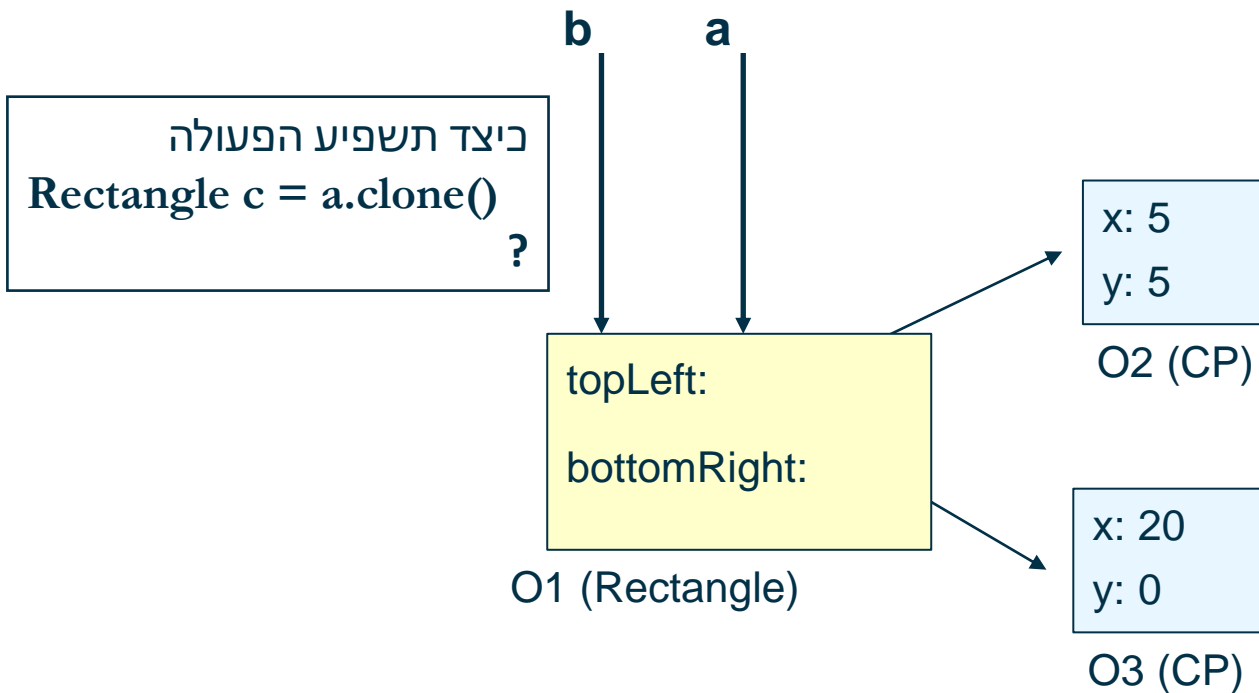 b
a
כיצד תשפיע הפעולה
Rectangle c = a.clone()
?
topLeft:
bottomRight:
O1 (Rectangle)
x: 5
y: 5
O2 (CP)
x: 20
y: 0
O3 (CP)